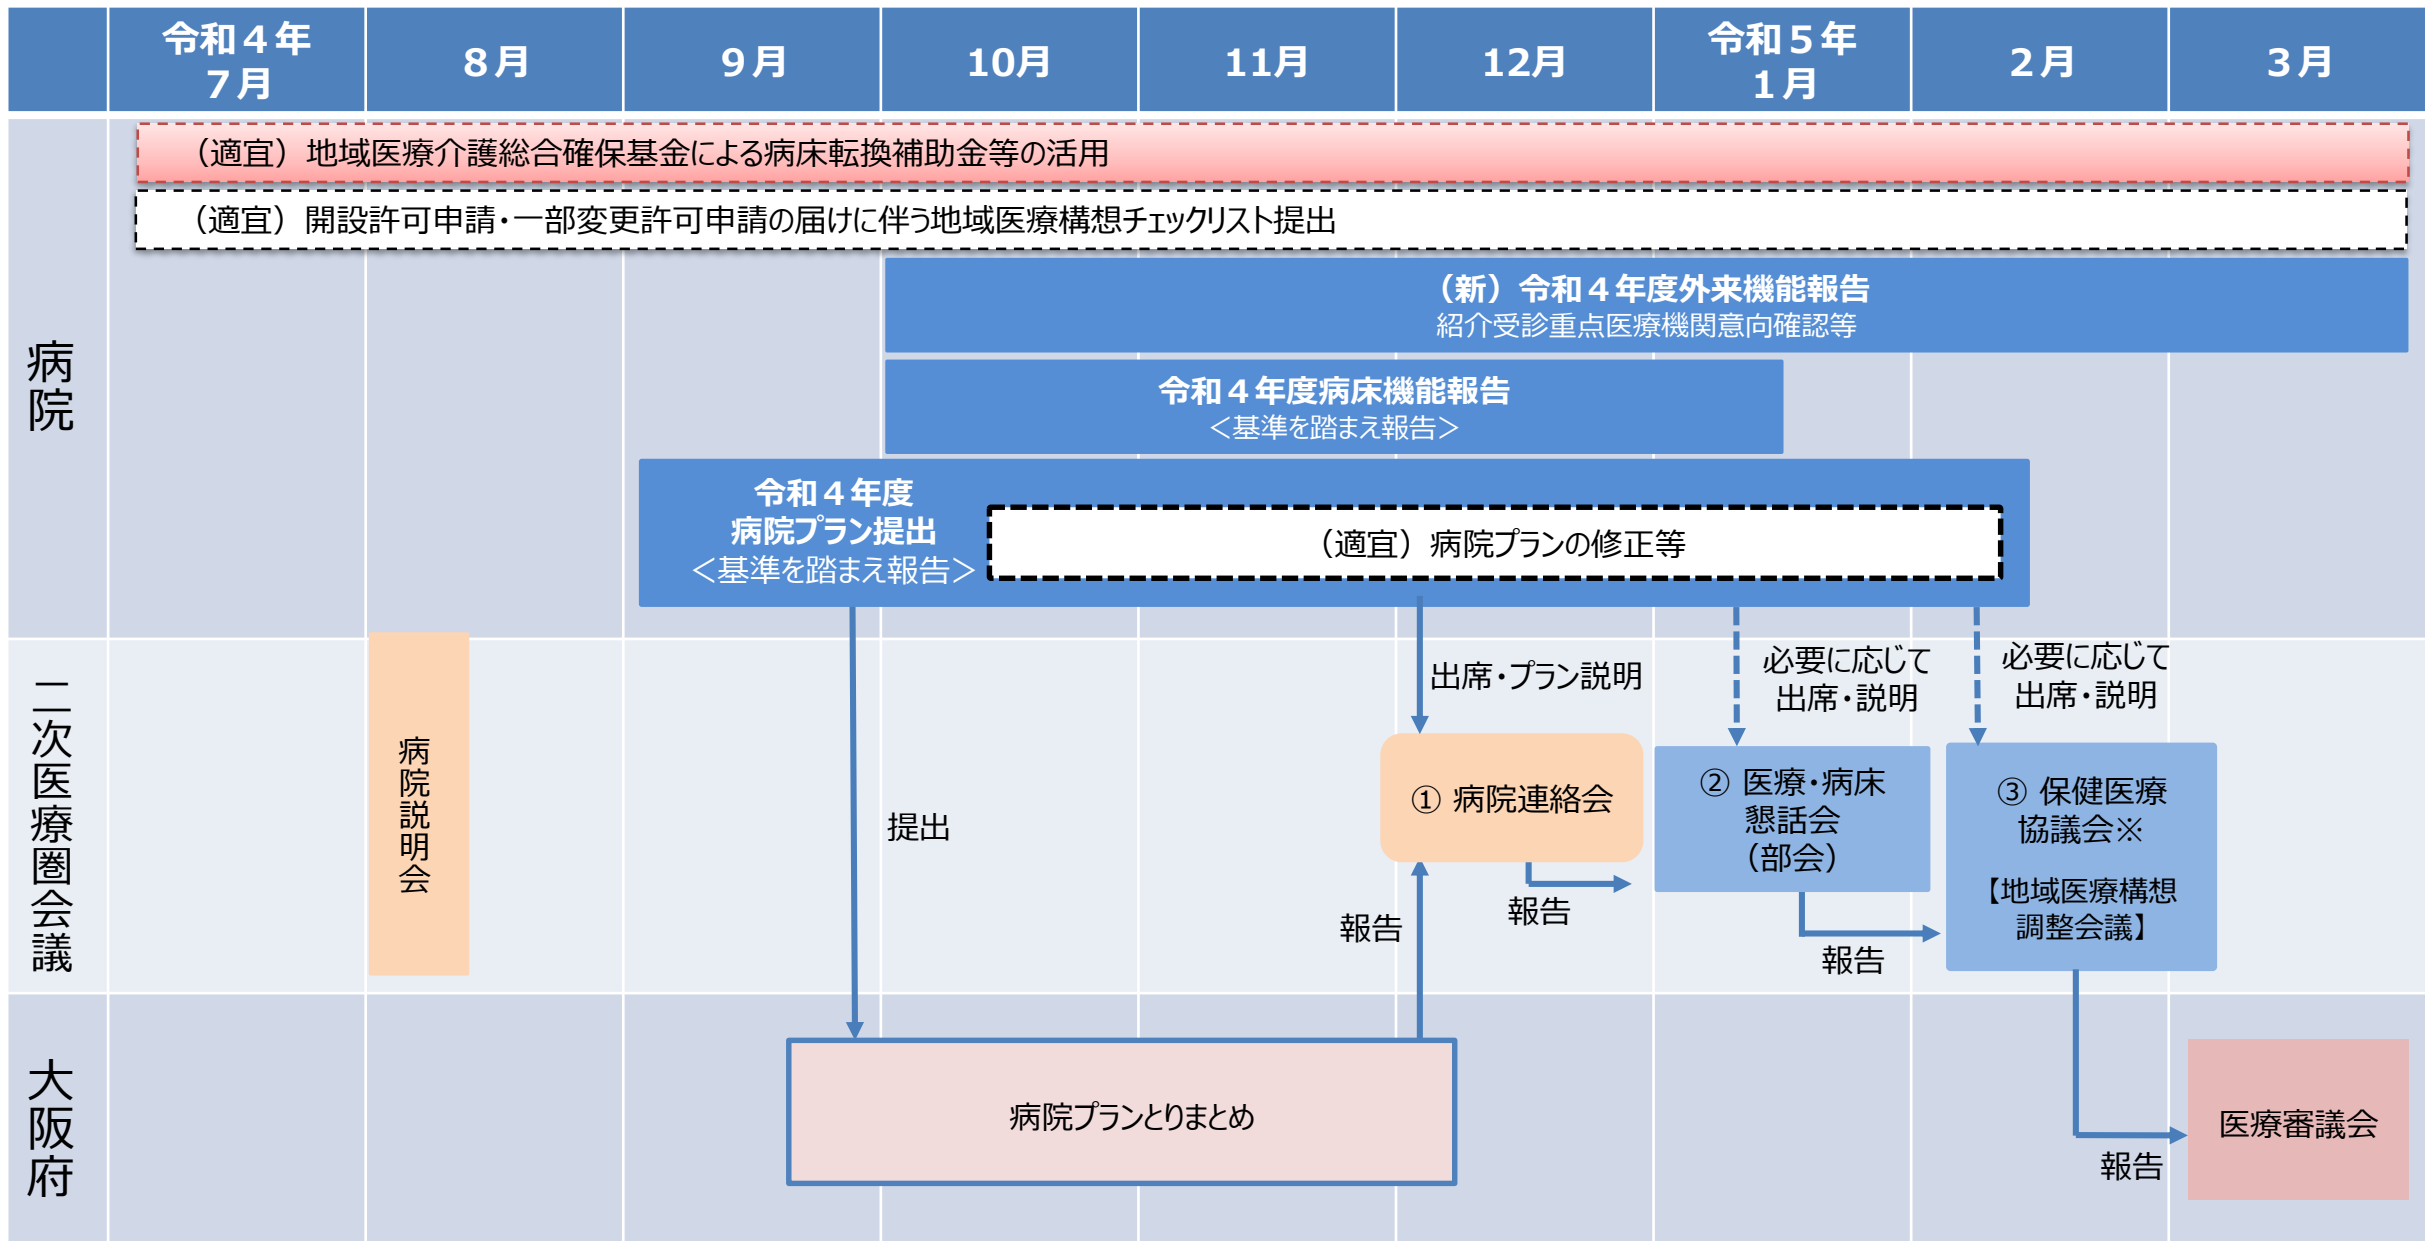 令和４年
７月
８月
９月
10月
11月
12月
令和５年
１月
２月
３月
病院
（適宜）地域医療介護総合確保基金による病床転換補助金等の活用
（適宜）開設許可申請・一部変更許可申請の届けに伴う地域医療構想チェックリスト提出
（新）令和４年度外来機能報告
紹介受診重点医療機関意向確認等
令和４年度病床機能報告
＜基準を踏まえ報告＞
令和４年度
病院プラン提出
＜基準を踏まえ報告＞
（適宜）病院プランの修正等
二次医療圏会議
病院説明会
提出
出席・プラン説明
必要に応じて
出席・説明
必要に応じて
出席・説明
① 病院連絡会
② 医療・病床
懇話会
（部会）
③ 保健医療
協議会※
【地域医療構想
調整会議】
報告
報告
報告
大阪府
病院プランとりまとめ
医療審議会
報告